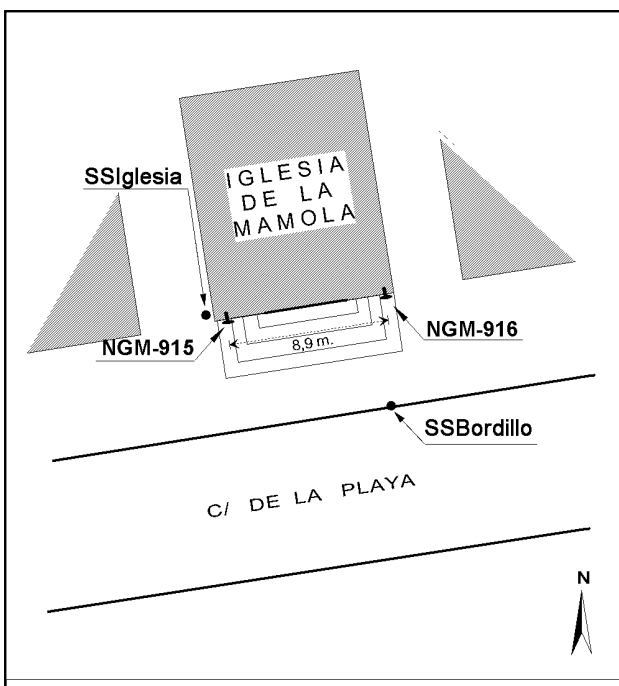 SSIglesia
IGLESIA
DE LA
MAMOLA
NGM-915
NGM-916
8,9 m.
SSBordillo
C/ DE LA PLAYA
N